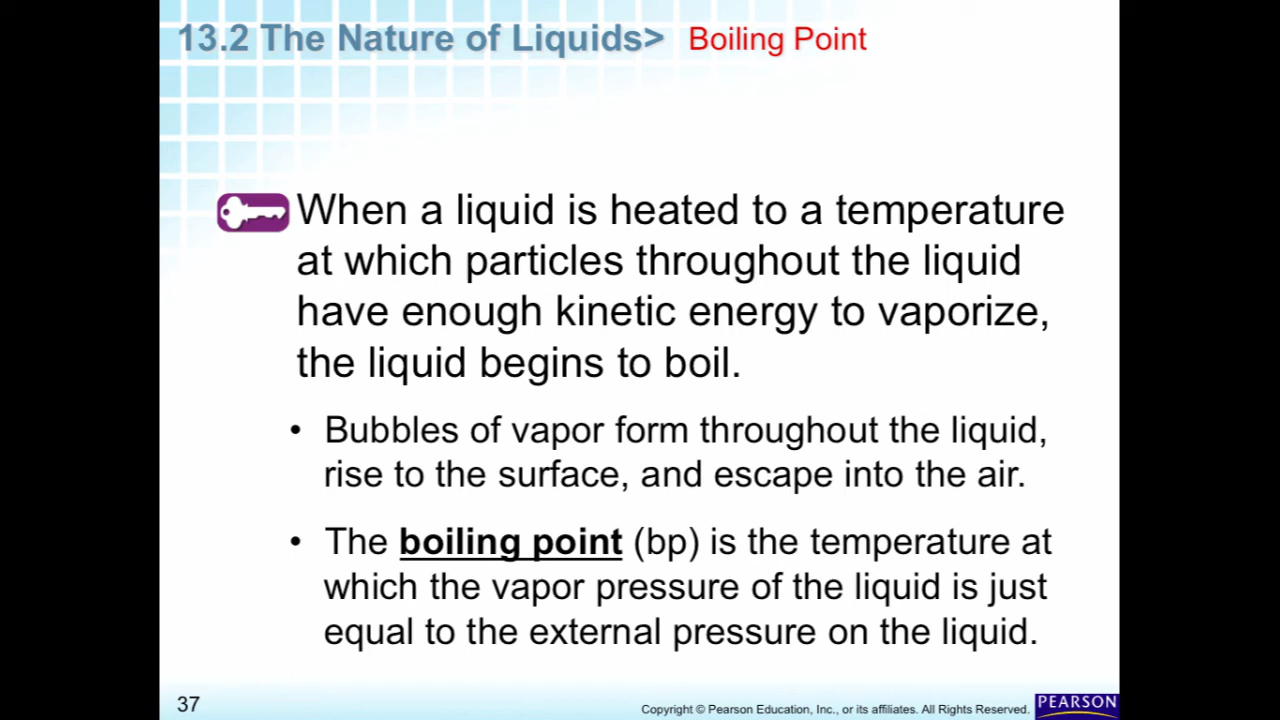 13.2 The Nature of Liquids> Boiling Point
When a liquid is heated to a temperature
at which particles throughout the liquid
have enough kinetic energy to vaporize,
the liquid begins to boil.
• Bubbles of vapor form throughout the liquid,
rise to the surface, and escape into the air.
• The boiling point (bp) is the temperature at
which the vapor pressure of the liquid is just
equal to the external pressure on the liquid.
37 Copyright © Pearson Education, Inc., or its affiliates. All Rights Reserved. PEARSON